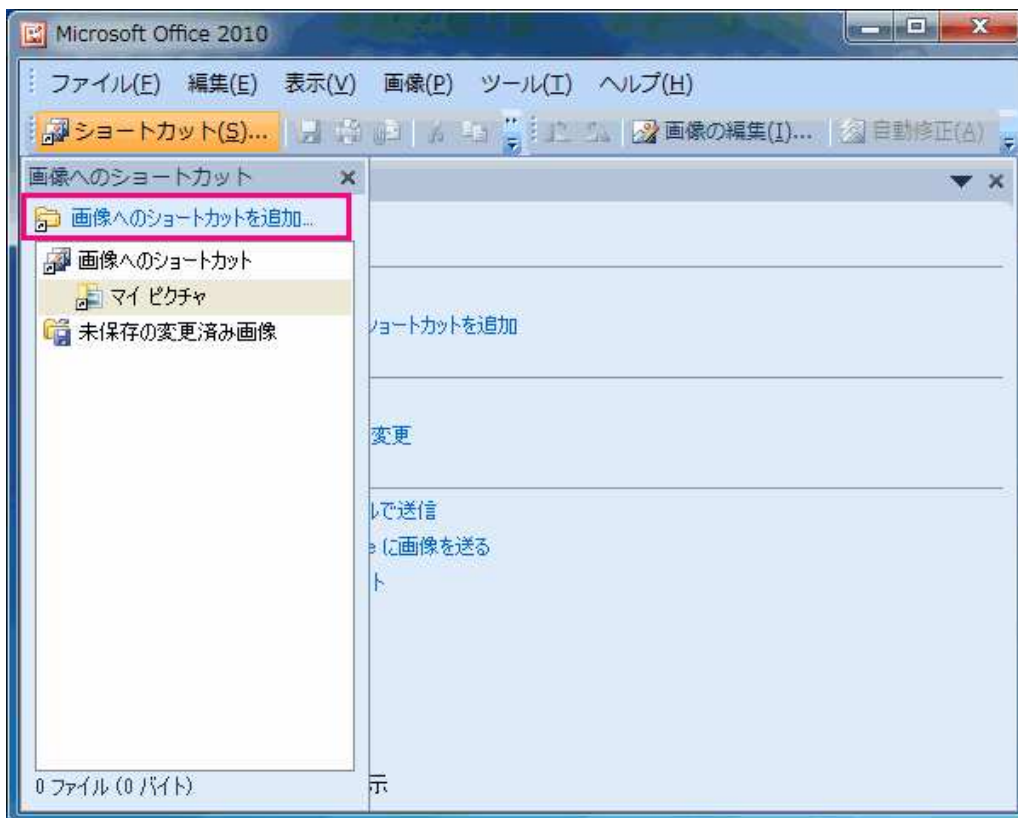 Microsoft Office 2010
ファイル(F) 編集(E) 表示(V) 画像(P) ツール(T) ヘルプ(H)
ショートカット(S)... 画像の編集(I)... 自動修正(A)
画像へのショートカット
画像へのショートカットを追加...
画像へのショートカット
マイ ピクチャ
未保存の変更済み画像
ショートカットを追加
変更
ルで送信
e に画像を送る
ト
0 ファイル (0 バイト)
示